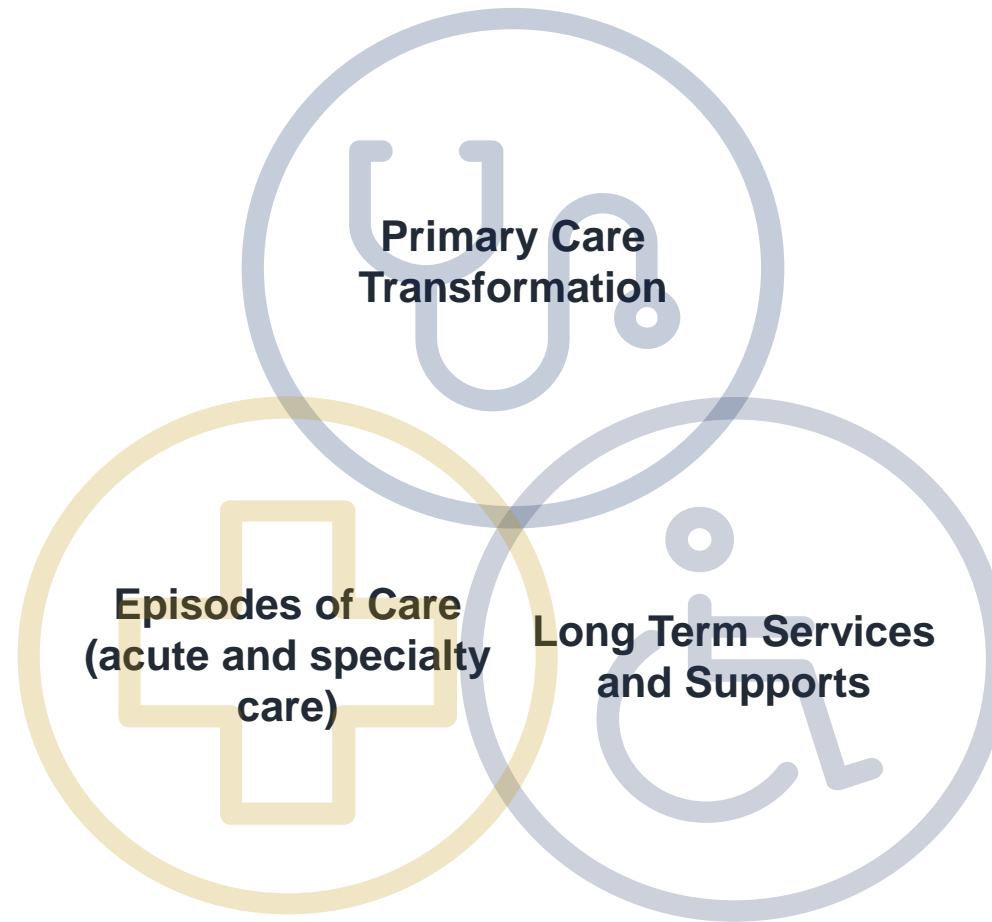 Primary Care
Transformation
Episodes of Care
(acute and specialty
care)
Long Term Services
and Supports